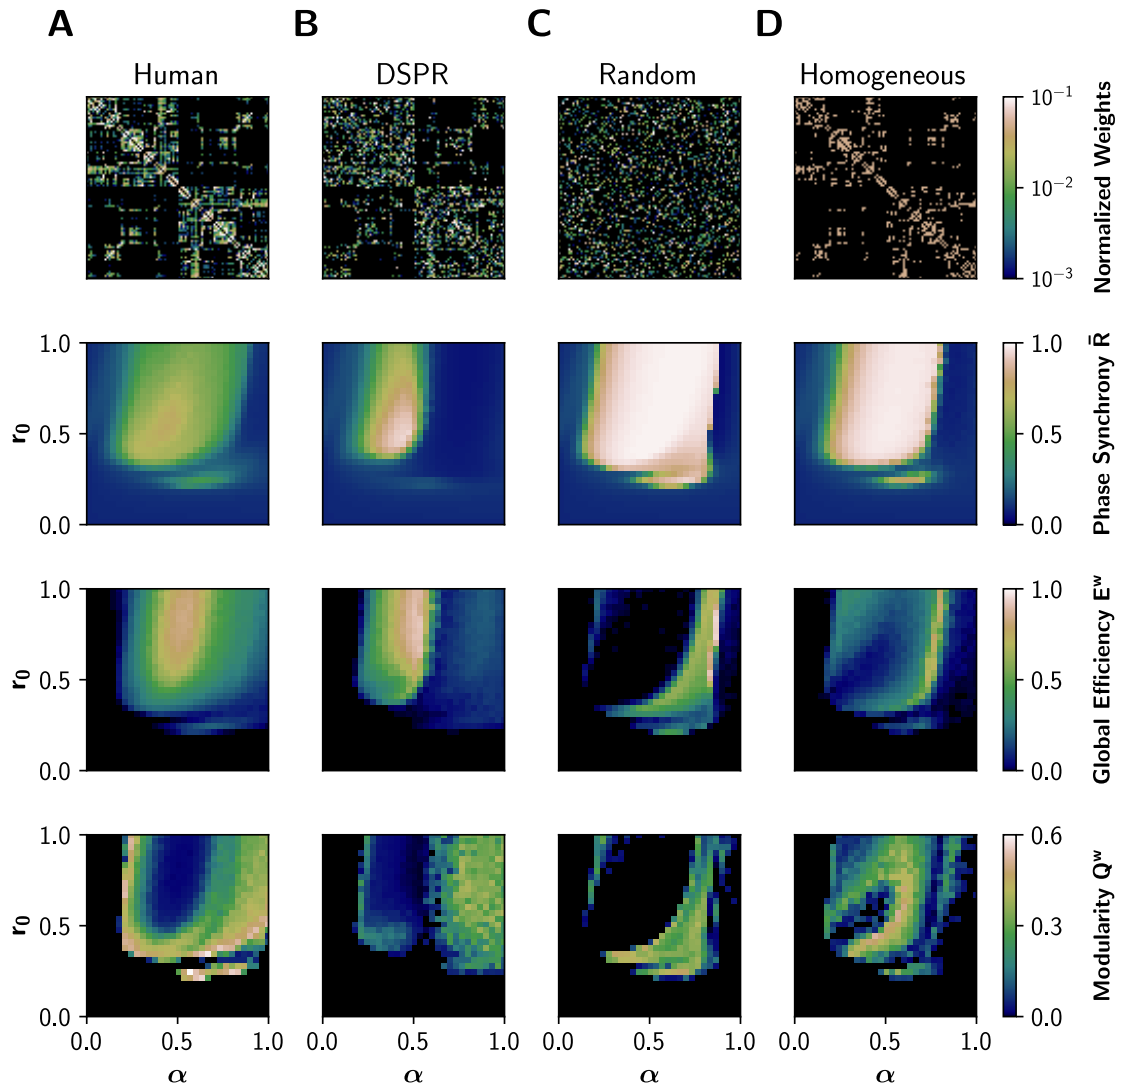 A B C D
Human DSPR Random Homogeneous
10⁻¹
10⁻²
10⁻³
Normalized Weights
1.0
0.5
0.0
r₀
1.0
0.5
0.0
Phase Synchrony R̄
1.0
0.5
0.0
r₀
1.0
0.5
0.0
Global Efficiency Eʷ
1.0
0.5
0.0
r₀
0.6
0.3
0.0
Modularity Qʷ
0.0 0.5 1.0 0.0 0.5 1.0 0.0 0.5 1.0 0.0 0.5 1.0
α α α α